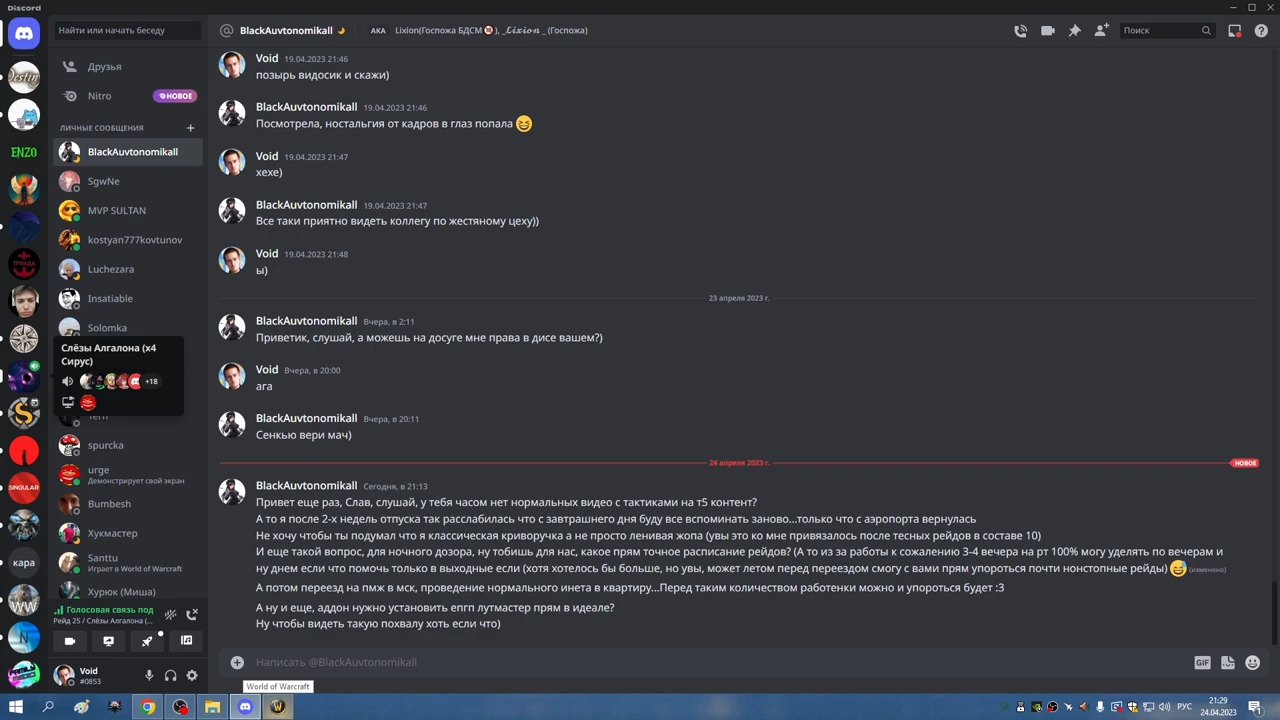 Discord
Найти или начать беседу
BlackAuvtonomikall
AKA
Lixion(Госпожа БДСМ🔞), _𝓛𝓲𝔁𝓲𝓸𝓷 _ (Госпожа)
Поиск
Друзья
Nitro
НОВОЕ
ЛИЧНЫЕ СООБЩЕНИЯ
BlackAuvtonomikall
SgwNe
MVP SULTAN
kostyan777kovtunov
Luchezara
Insatiable
Solomka
Слёзы Алгалона (x4
Сирус)
+18
spurcka
urge
Демонстрирует свой экран
Bumbesh
Хукмастер
Santtu
Играет в World of Warcraft
Хурюк (Миша)
Голосовая связь под
Рейд 25 / Слёзы Алгалона (...
Void
#0853
Destiny
ENZO
ПРИАДА
SINGULAR
кара
WW
N
Void 19.04.2023 21:46
позырь видосик и скажи)
BlackAuvtonomikall 19.04.2023 21:46
Посмотрела, ностальгия от кадров в глаз попала 😆
Void 19.04.2023 21:47
хехе)
BlackAuvtonomikall 19.04.2023 21:47
Все таки приятно видеть коллегу по жестяному цеху))
Void 19.04.2023 21:48
ы)
23 апреля 2023 г.
BlackAuvtonomikall Вчера, в 2:11
Приветик, слушай, а можешь на досуге мне права в дисе вашем?)
Void Вчера, в 20:00
ага
BlackAuvtonomikall Вчера, в 20:11
Сенкью вери мач)
24 апреля 2023 г.
НОВОЕ
BlackAuvtonomikall Сегодня, в 21:13
Привет еще раз, Слав, слушай, у тебя часом нет нормальных видео с тактиками на т5 контент?
А то я после 2-х недель отпуска так расслабилась что с завтрашнего дня буду все вспоминать заново...только что с аэропорта вернулась
Не хочу чтобы ты подумал что я классическая криворучка а не просто ленивая жопа (увы это ко мне привязалось после тесных рейдов в составе 10)
И еще такой вопрос, для ночного дозора, ну тобишь для нас, какое прям точное расписание рейдов? (А то из за работы к сожалению 3-4 вечера на рт 100% могу уделять по вечерам и
ну днем если что помочь только в выходные если (хотя хотелось бы больше, но увы, может летом перед переездом смогу с вами прям упороться почти нонстопные рейды) 😅 (изменено)
А потом переезд на пмж в мск, проведение нормального инета в квартиру...Перед таким количеством работенки можно и упороться будет :3
А ну и еще, аддон нужно установить епгп лутмастер прям в идеале?
Ну чтобы видеть такую похвалу хоть если что)
Написать @BlackAuvtonomikall
GIF
World of Warcraft
РУС
21:29
24.04.2023